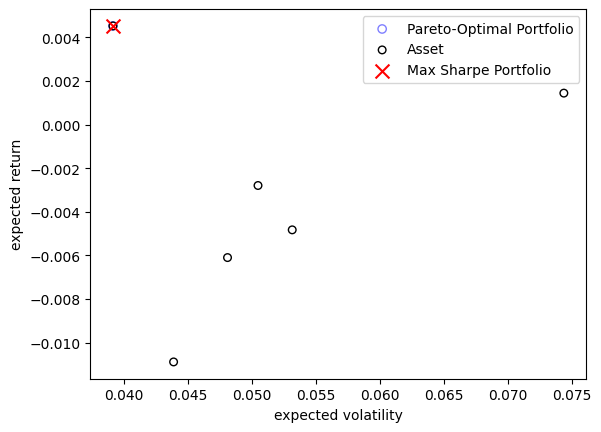 Pareto-Optimal Portfolio
Asset
Max Sharpe Portfolio
0.004
0.002
0.000
−0.002
−0.004
−0.006
−0.008
−0.010
expected return
0.040 0.045 0.050 0.055 0.060 0.065 0.070 0.075
expected volatility